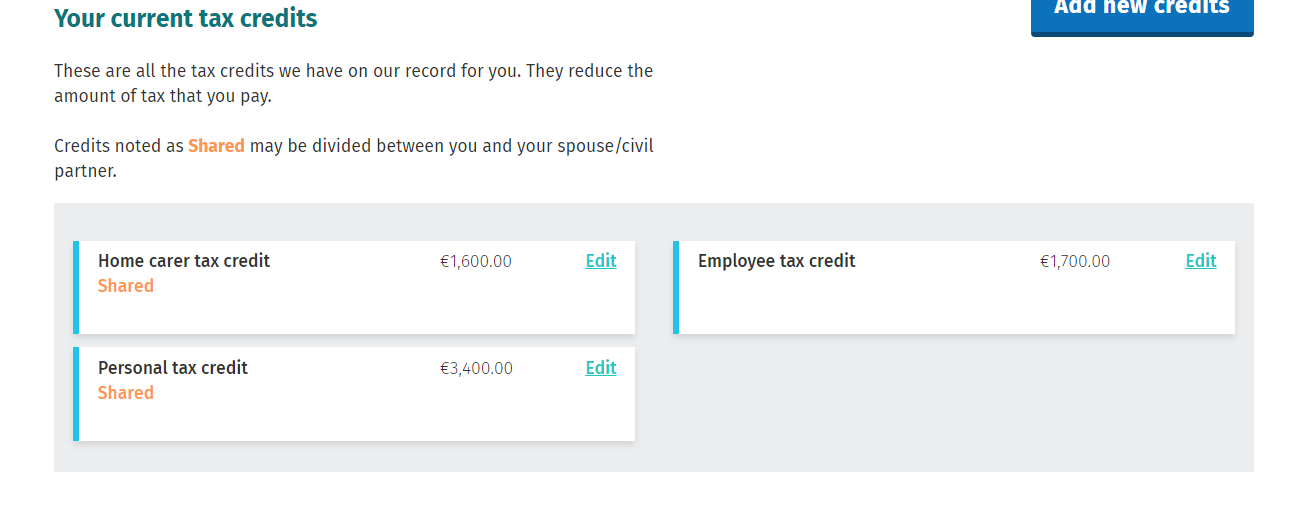 Your current tax credits
Add new credits
These are all the tax credits we have on our record for you. They reduce the
amount of tax that you pay.
Credits noted as Shared may be divided between you and your spouse/civil
partner.
Home carer tax credit €1,600.00 Edit
Shared
Employee tax credit €1,700.00 Edit
Personal tax credit €3,400.00 Edit
Shared